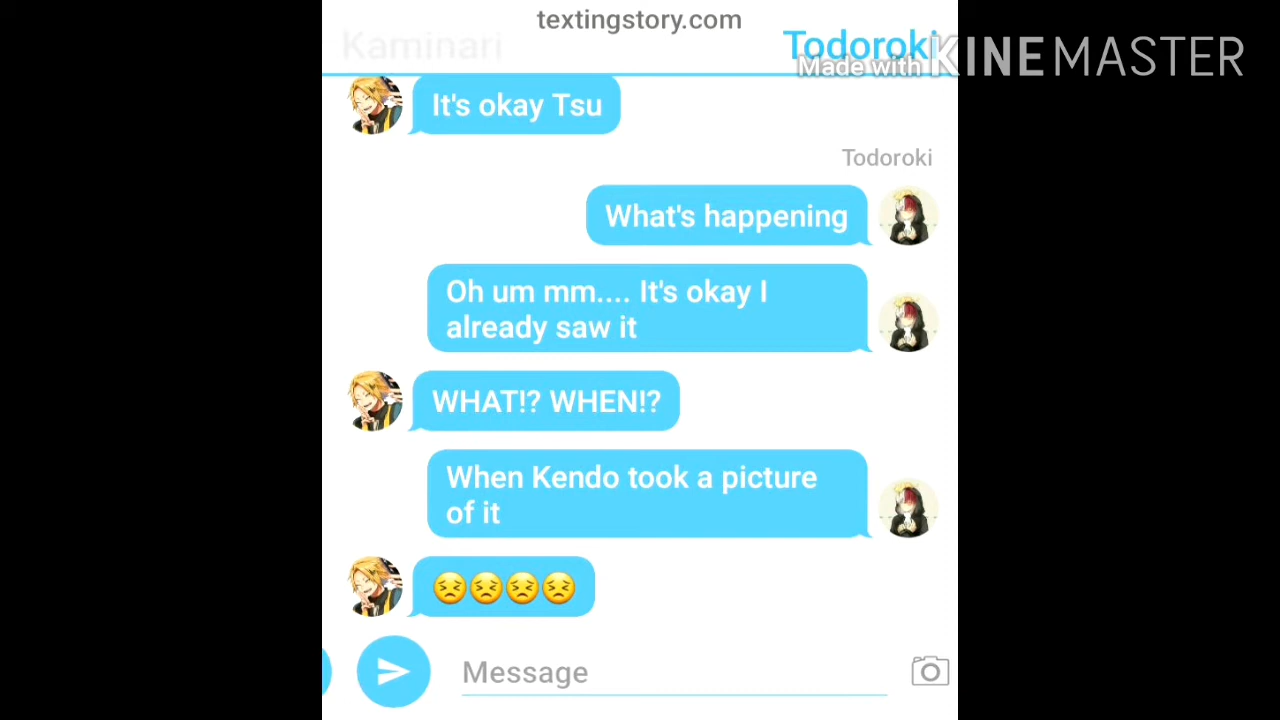 textingstory.com
Kaminari
Todoroki
Made with KINEMASTER
It's okay Tsu
Todoroki
What's happening
Oh um mm.... It's okay I
already saw it
WHAT!? WHEN!?
When Kendo took a picture
of it
😣😣😣😣
Message